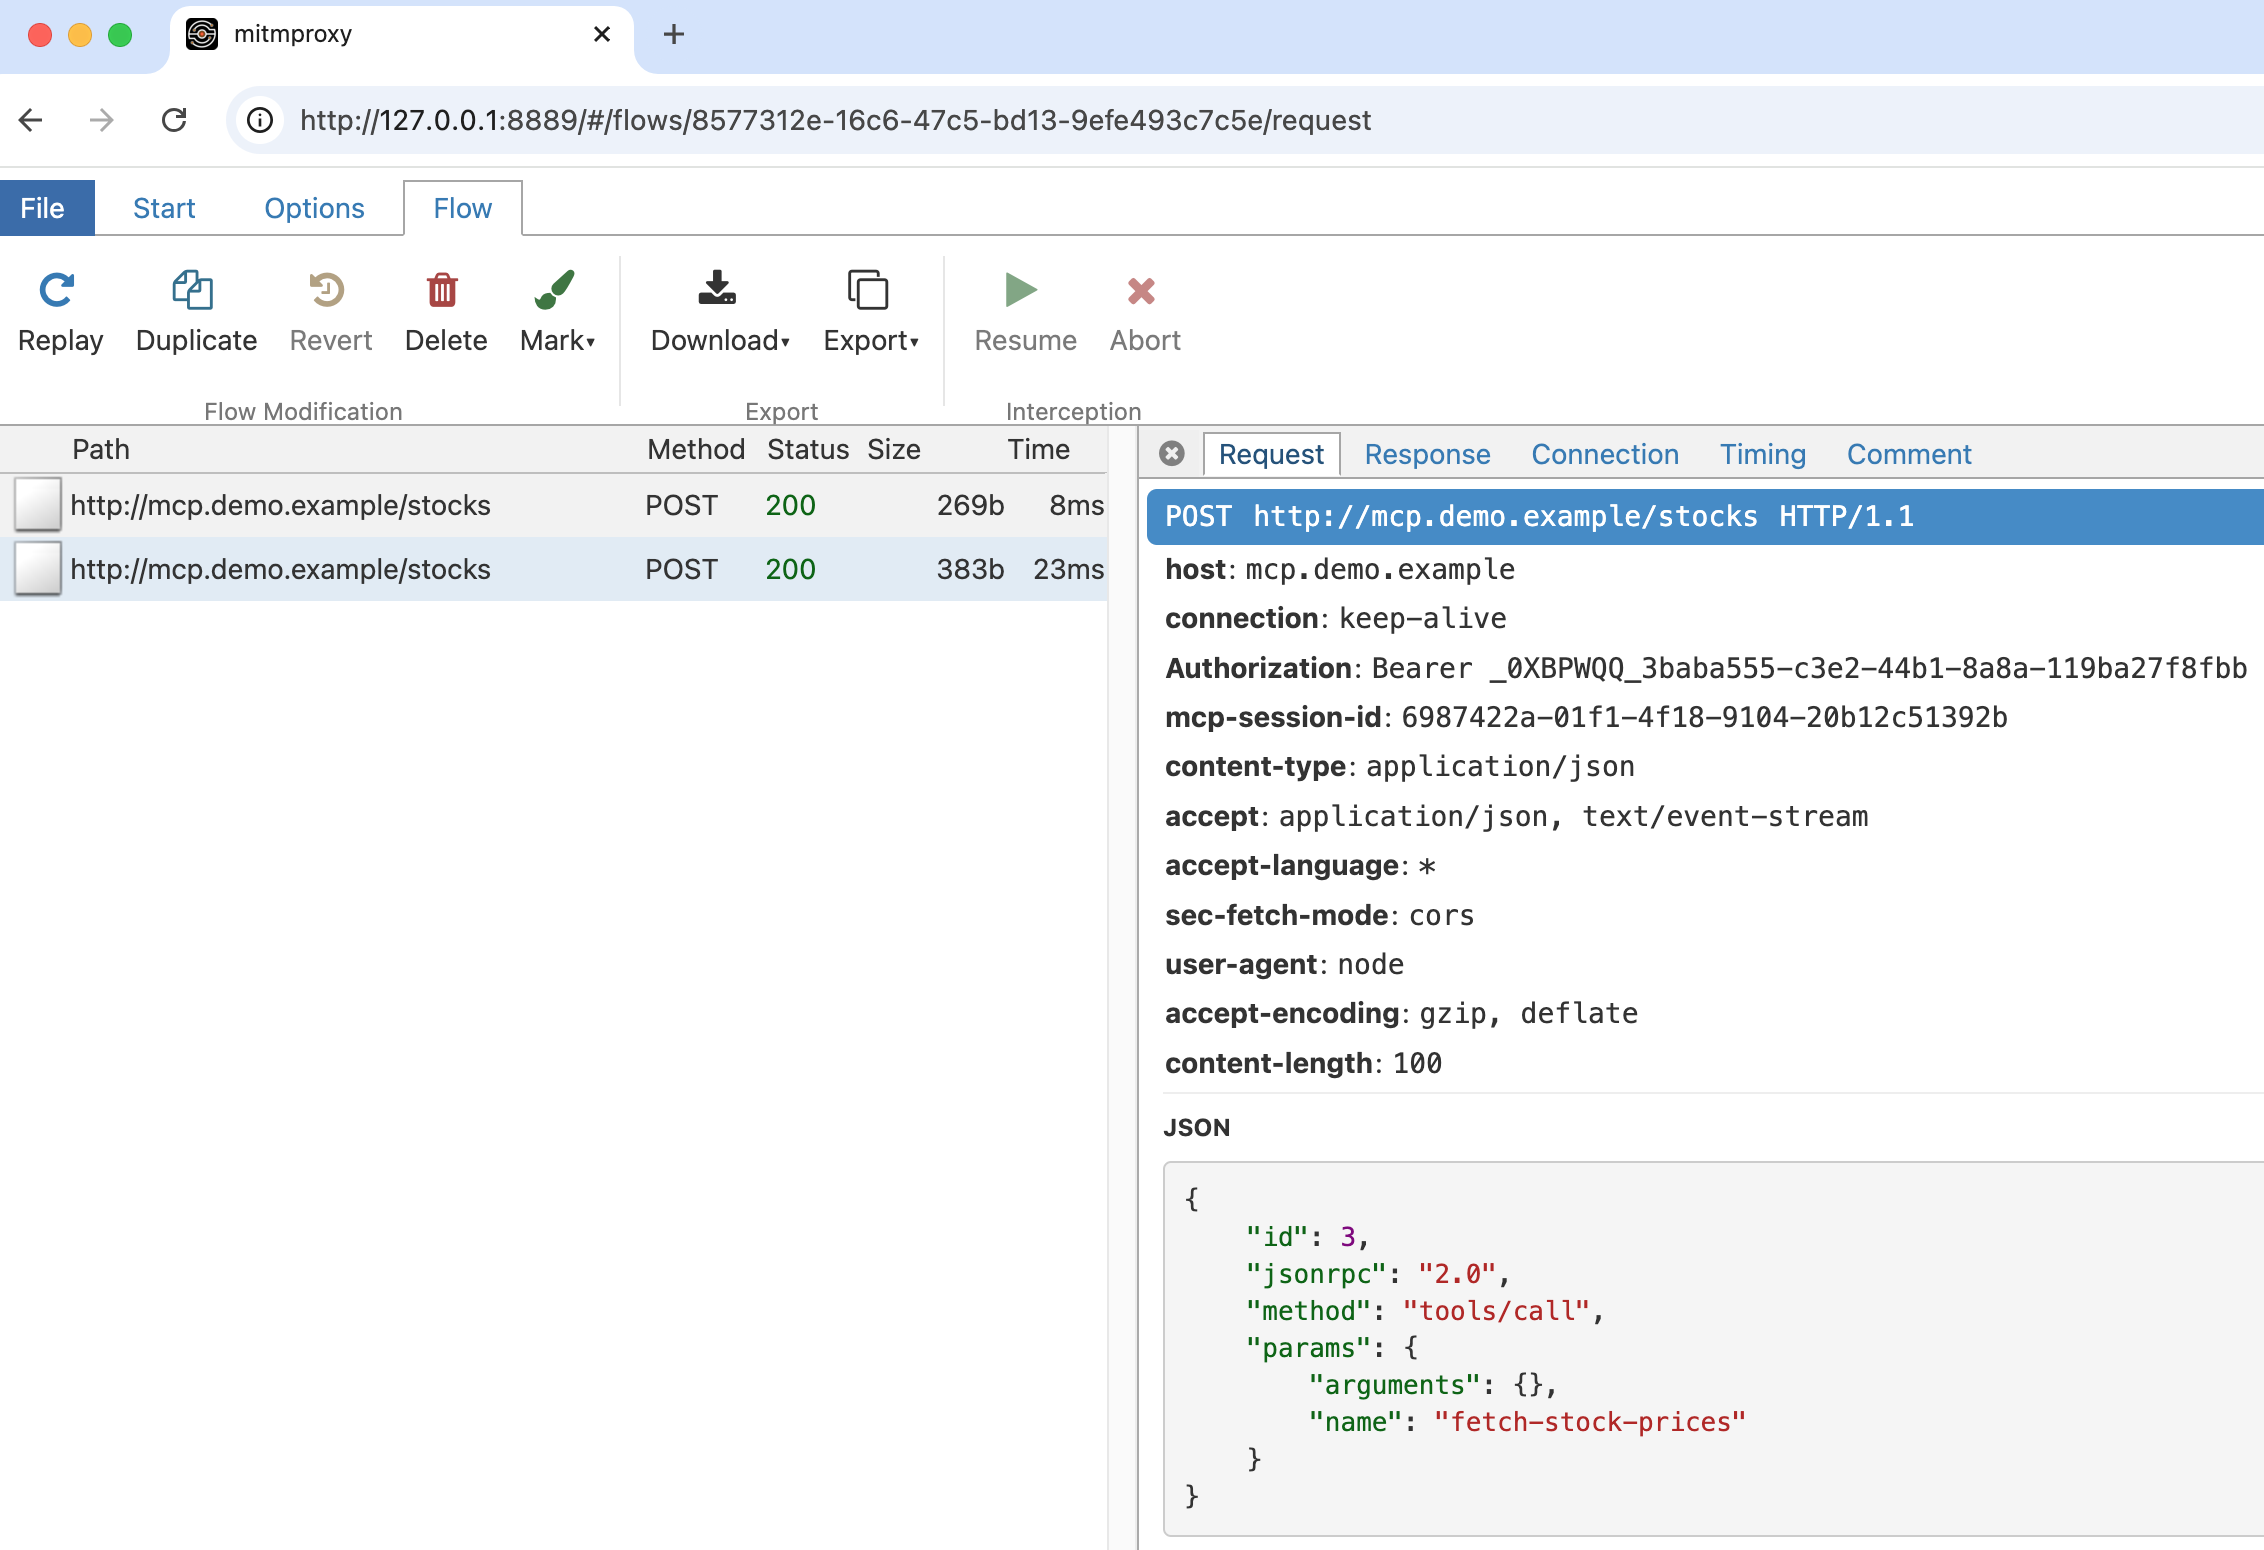 mitmproxy
http://127.0.0.1:8889/#/flows/8577312e-16c6-47c5-bd13-9efe493c7c5e/request
File Start Options Flow
Replay Duplicate Revert Delete Mark▾ Download▾ Export▾ Resume Abort
Flow Modification Export Interception
Path Method Status Size Time
http://mcp.demo.example/stocks POST 200 269b 8ms
http://mcp.demo.example/stocks POST 200 383b 23ms
Request Response Connection Timing Comment
POST http://mcp.demo.example/stocks HTTP/1.1
host: mcp.demo.example
connection: keep-alive
Authorization: Bearer _0XBPWQQ_3baba555-c3e2-44b1-8a8a-119ba27f8fbb
mcp-session-id: 6987422a-01f1-4f18-9104-20b12c51392b
content-type: application/json
accept: application/json, text/event-stream
accept-language: *
sec-fetch-mode: cors
user-agent: node
accept-encoding: gzip, deflate
content-length: 100
JSON
{
    "id": 3,
    "jsonrpc": "2.0",
    "method": "tools/call",
    "params": {
        "arguments": {},
        "name": "fetch-stock-prices"
    }
}